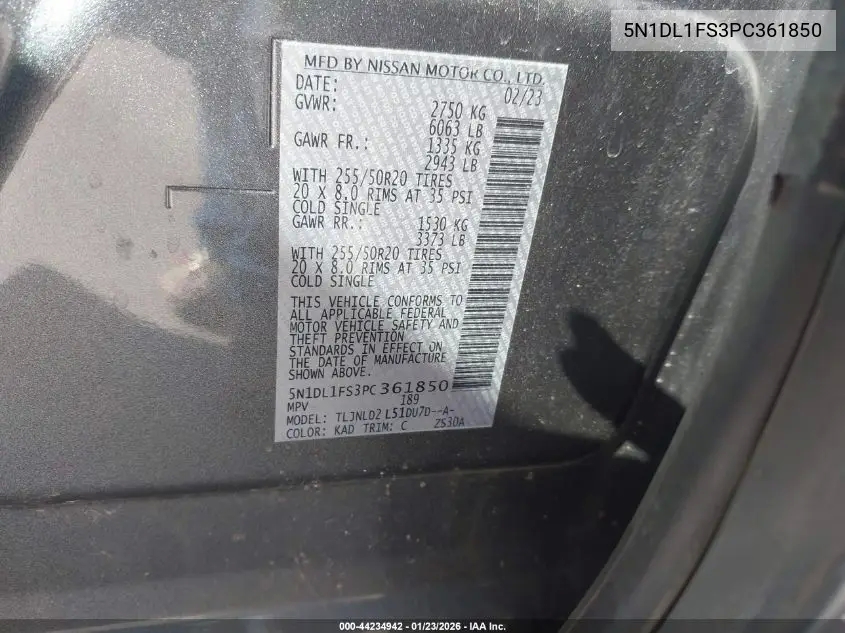 5N1DL1FS3PC361850
MFD BY NISSAN MOTOR CO., LTD.
DATE: 02/23
GVWR: 2750 KG
6063 LB
GAWR FR.: 1335 KG
2943 LB
WITH 255/50R20 TIRES
20 X 8.0 RIMS AT 35 PSI
COLD SINGLE
GAWR RR.: 1530 KG
3373 LB
WITH 255/50R20 TIRES
20 X 8.0 RIMS AT 35 PSI
COLD SINGLE
THIS VEHICLE CONFORMS TO
ALL APPLICABLE FEDERAL
MOTOR VEHICLE SAFETY AND
THEFT PREVENTION
STANDARDS IN EFFECT ON
THE DATE OF MANUFACTURE
SHOWN ABOVE.
5N1DL1FS3PC361850
MPV 189
MODEL: TLJNLD2 L51DU7D--A-
COLOR: KAD TRIM: C ZS30A
000-44234942 - 01/23/2026 - IAA Inc.